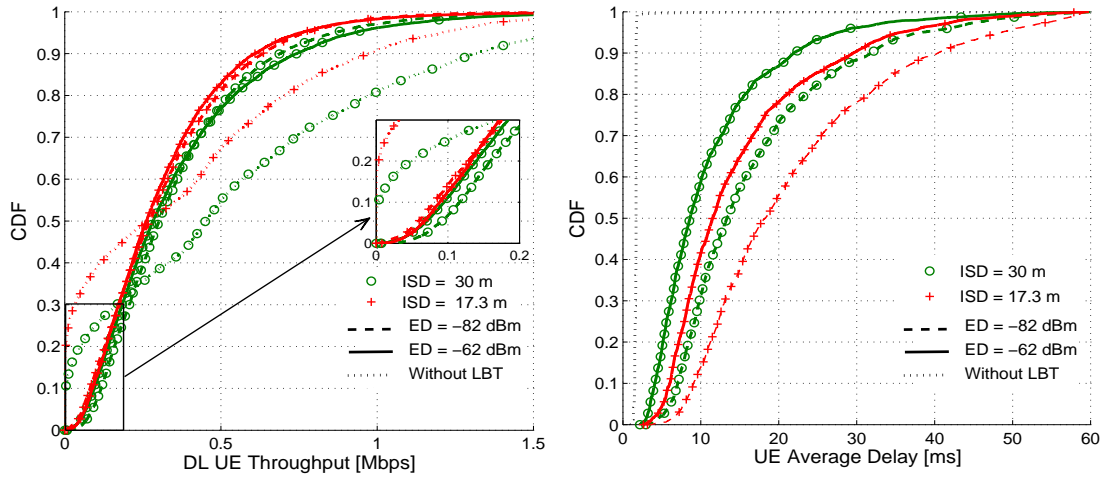 1
0.9
0.8
0.7
0.6
0.5
0.4
0.3
0.2
0.1
0
CDF
0
0.5
1
1.5
DL UE Throughput [Mbps]
0.2
0.1
0
0
0.1
0.2
ISD = 30 m
ISD = 17.3 m
ED = −82 dBm
ED = −62 dBm
Without LBT
1
0.9
0.8
0.7
0.6
0.5
0.4
0.3
0.2
0.1
0
CDF
0
10
20
30
40
50
60
UE Average Delay [ms]
ISD = 30 m
ISD = 17.3 m
ED = −82 dBm
ED = −62 dBm
Without LBT